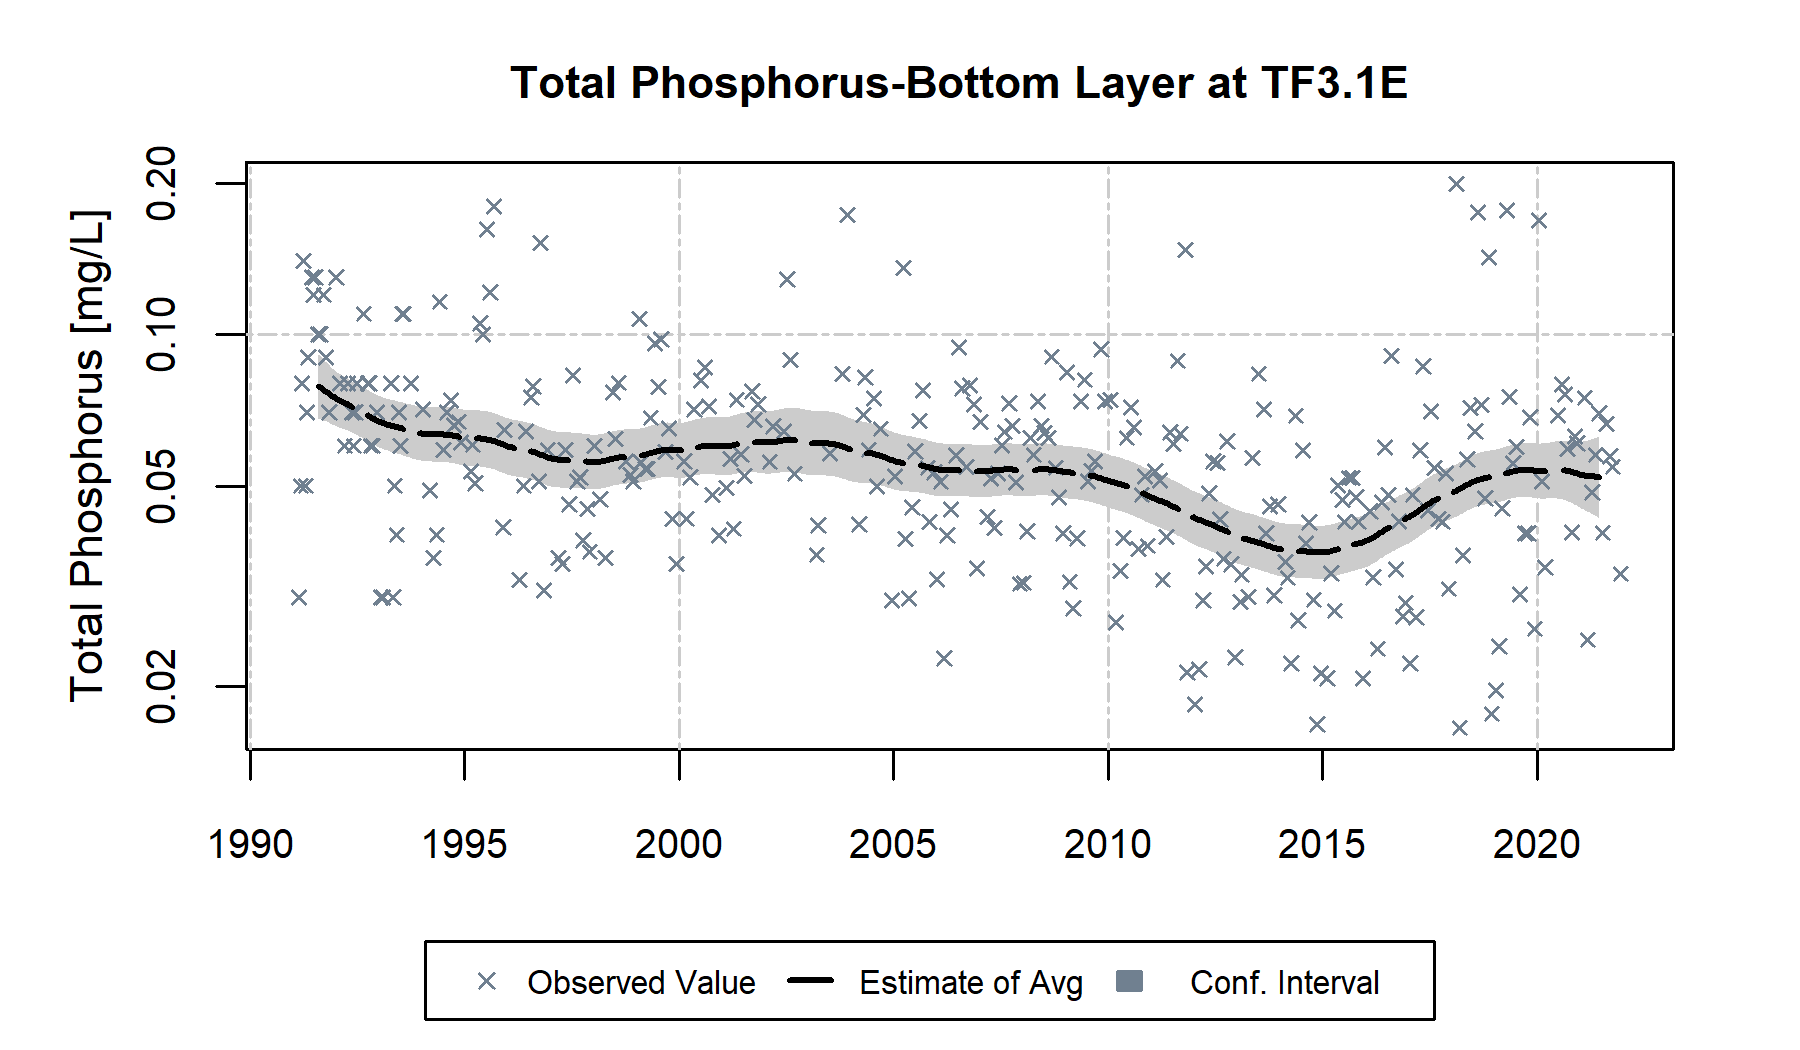 Total Phosphorus-Bottom Layer at TF3.1E
Total Phosphorus [mg/L]
0.20
0.10
0.05
0.02
1990 1995 2000 2005 2010 2015 2020
Observed Value Estimate of Avg Conf. Interval